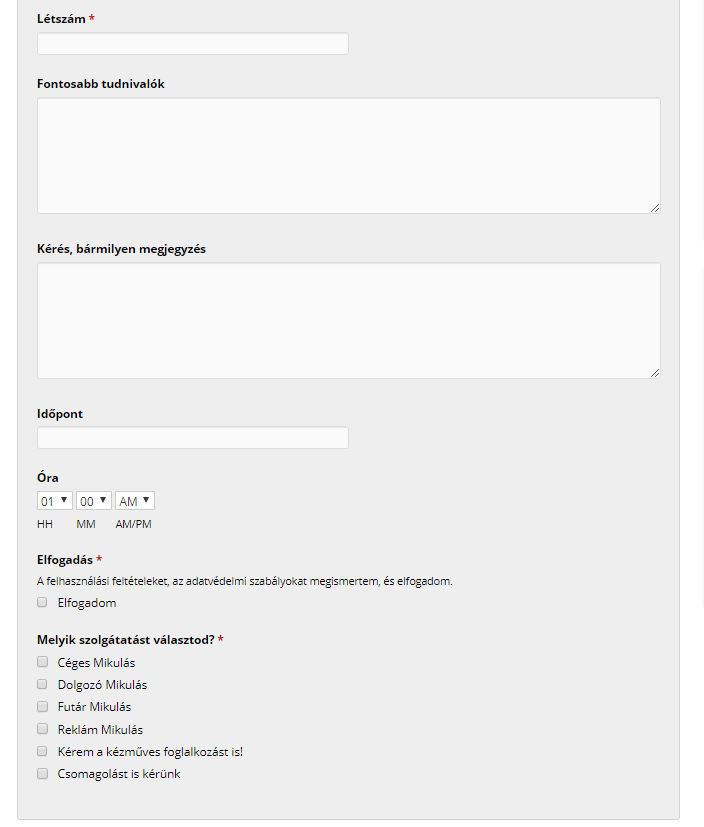 Létszám *
Fontosabb tudnivalók
Kérés, bármilyen megjegyzés
Időpont
Óra
01 00 AM
HH MM AM/PM
Elfogadás *
A felhasználási feltételeket, az adatvédelmi szabályokat megismertem, és elfogadom.
Elfogadom
Melyik szolgátatást választod? *
Céges Mikulás
Dolgozó Mikulás
Futár Mikulás
Reklám Mikulás
Kérem a kézműves foglalkozást is!
Csomagolást is kérünk